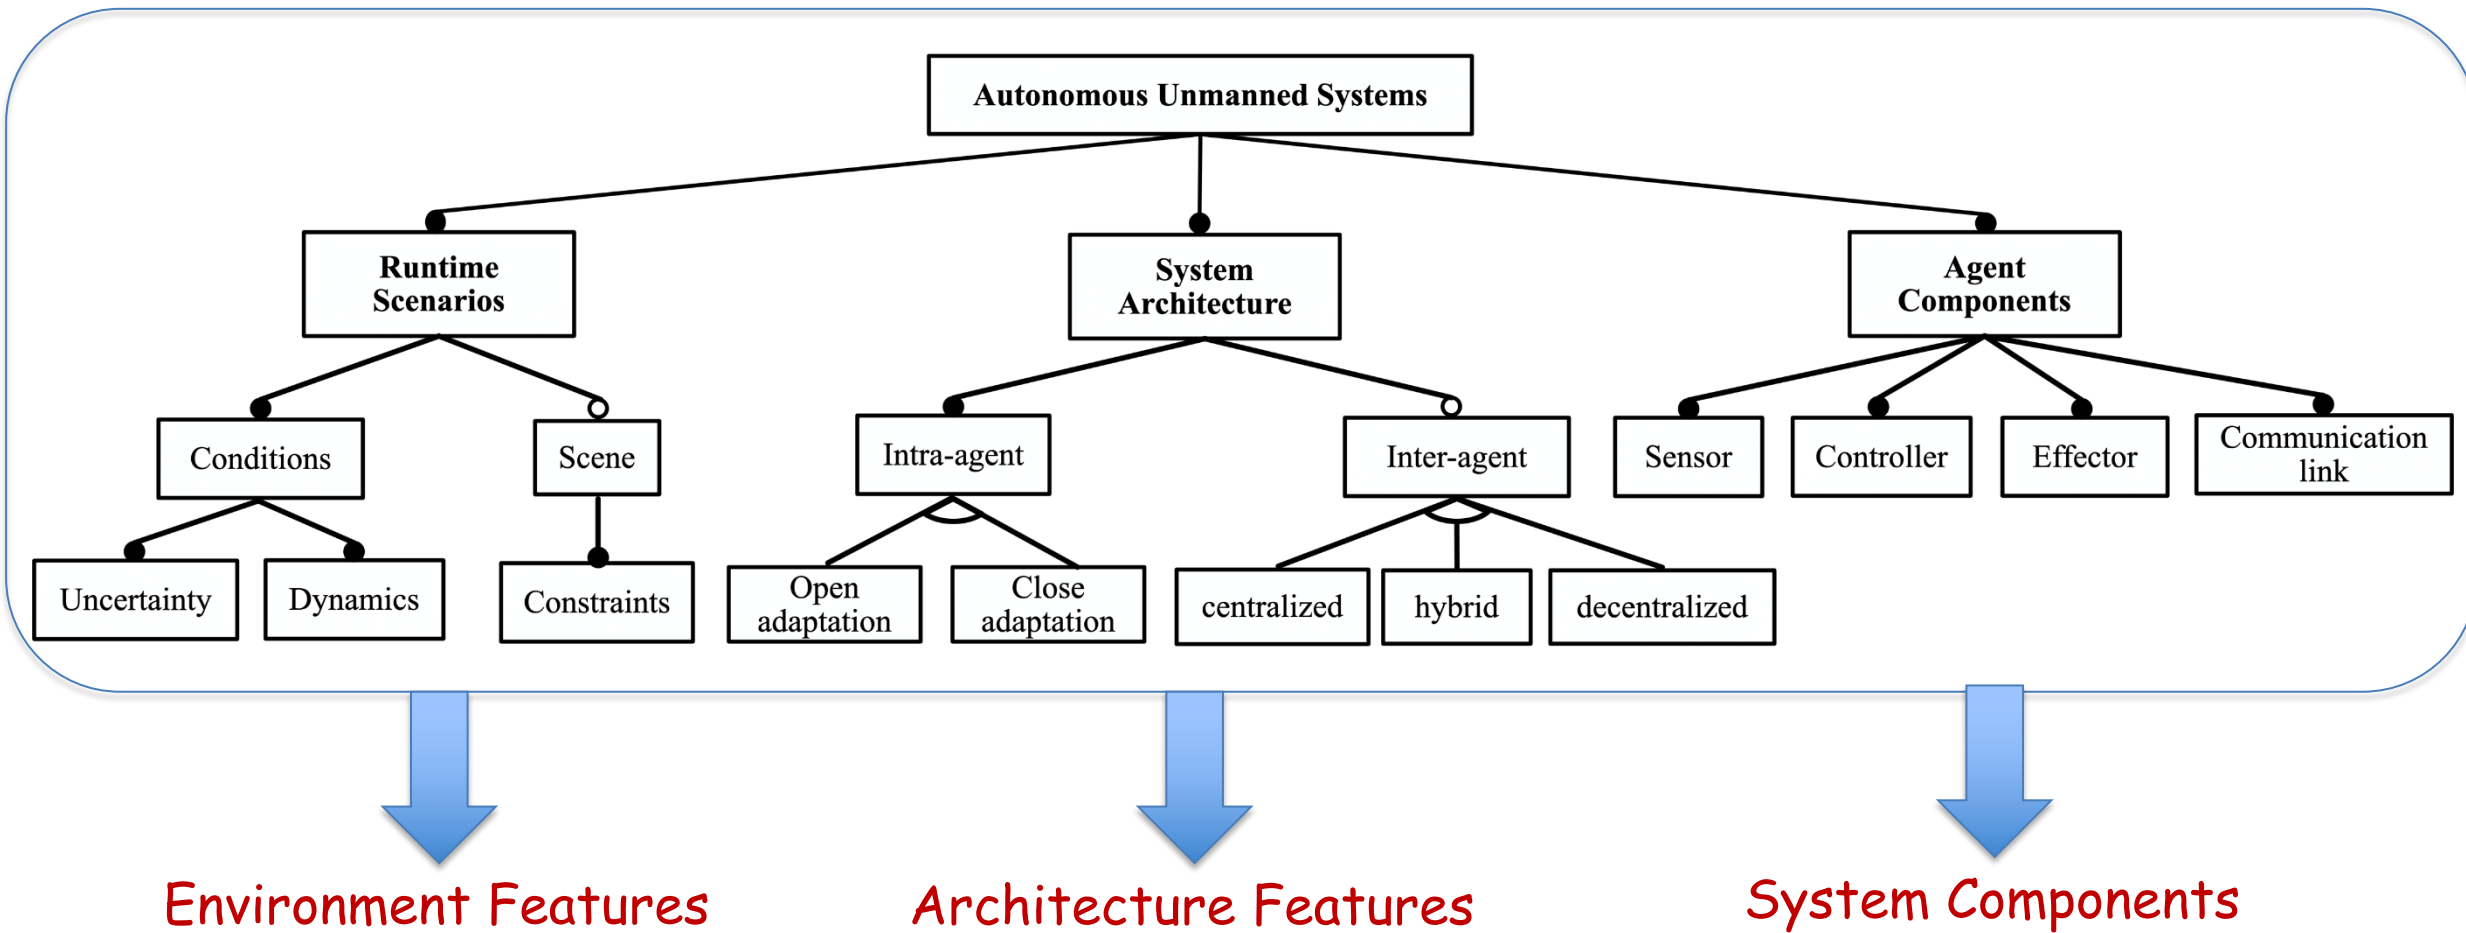 Autonomous Unmanned Systems
Runtime
Scenarios
System
Architecture
Agent
Components
Conditions
Scene
Intra-agent
Inter-agent
Sensor
Controller
Effector
Communication
link
Uncertainty
Dynamics
Constraints
Open
adaptation
Close
adaptation
centralized
hybrid
decentralized
Environment Features
Architecture Features
System Components